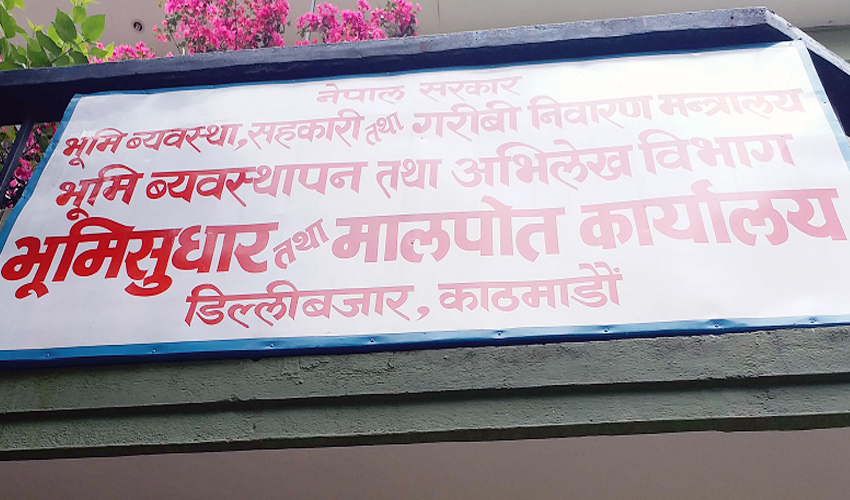 नेपाल सरकार
भूमि ब्यवस्था, सहकारी तथा गरीबी निवारण मन्त्रालय
भूमि ब्यवस्थापन तथा अभिलेख विभाग
भूमिसुधार तथा मालपोत कार्यालय
डिल्लीबजार, काठमाडौं